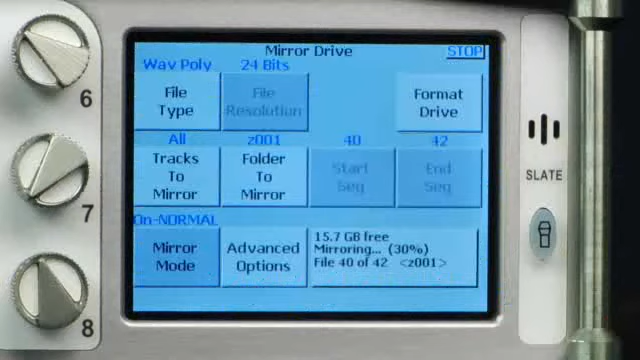 Mirror Drive
STOP
Wav Poly
24 Bits
File
Type
File
Resolution
Format
Drive
All
z001
40
42
Tracks
To
Mirror
Folder
To
Mirror
Start
Seg
End
Seg
On-NORMAL
Mirror
Mode
Advanced
Options
15.7 GB free
Mirroring... (30%)
File 40 of 42 <z001>
6
7
8
SLATE